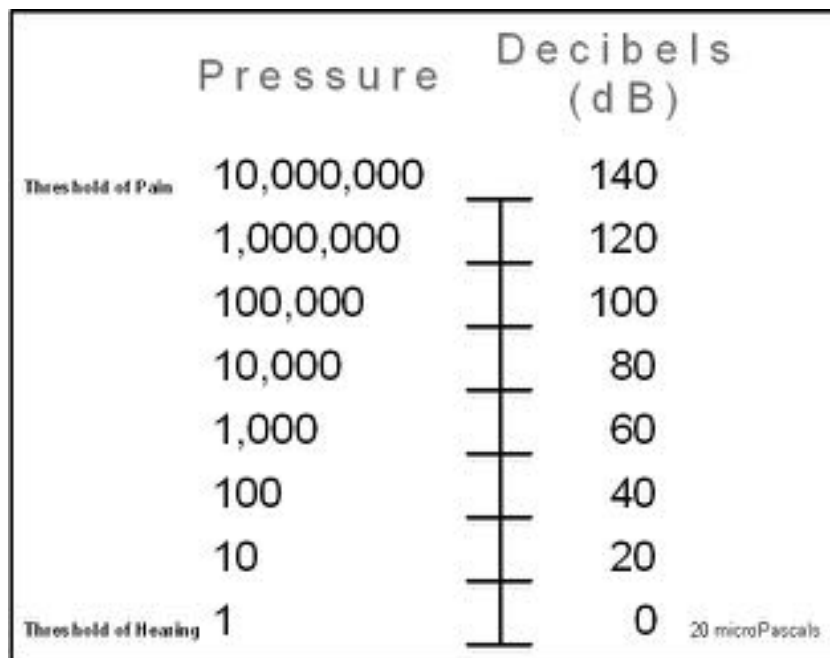 Pressure
Decibels
(dB)
Threshold of Pain 10,000,000 140
1,000,000 120
100,000 100
10,000 80
1,000 60
100 40
10 20
Threshold of Hearing 1 0 20 microPascals